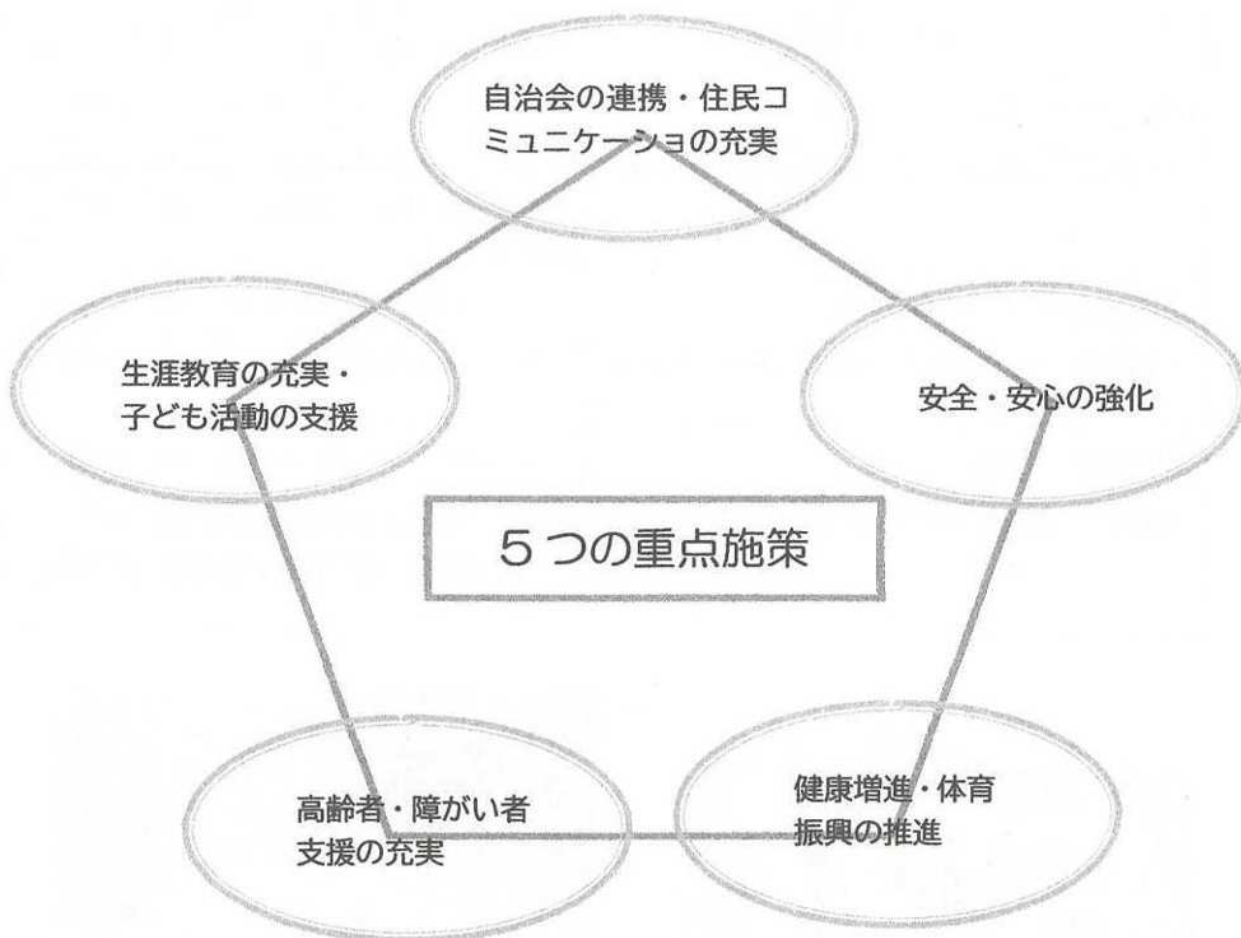 自治会の連携・住民コ
ミュニケーショの充実
生涯教育の充実・
子ども活動の支援
安全・安心の強化
５つの重点施策
高齢者・障がい者
支援の充実
健康増進・体育
振興の推進